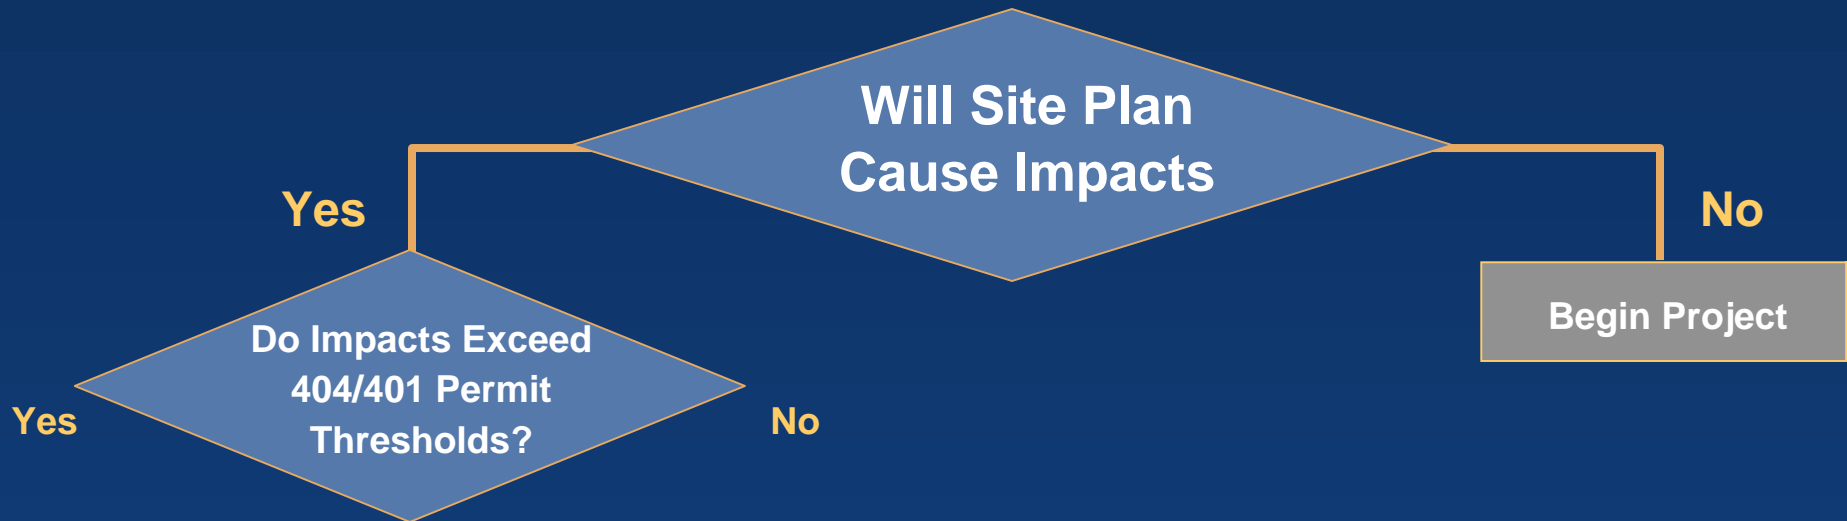 Will Site Plan
Cause Impacts
Yes
No
Begin Project
Do Impacts Exceed
404/401 Permit
Thresholds?
Yes
No